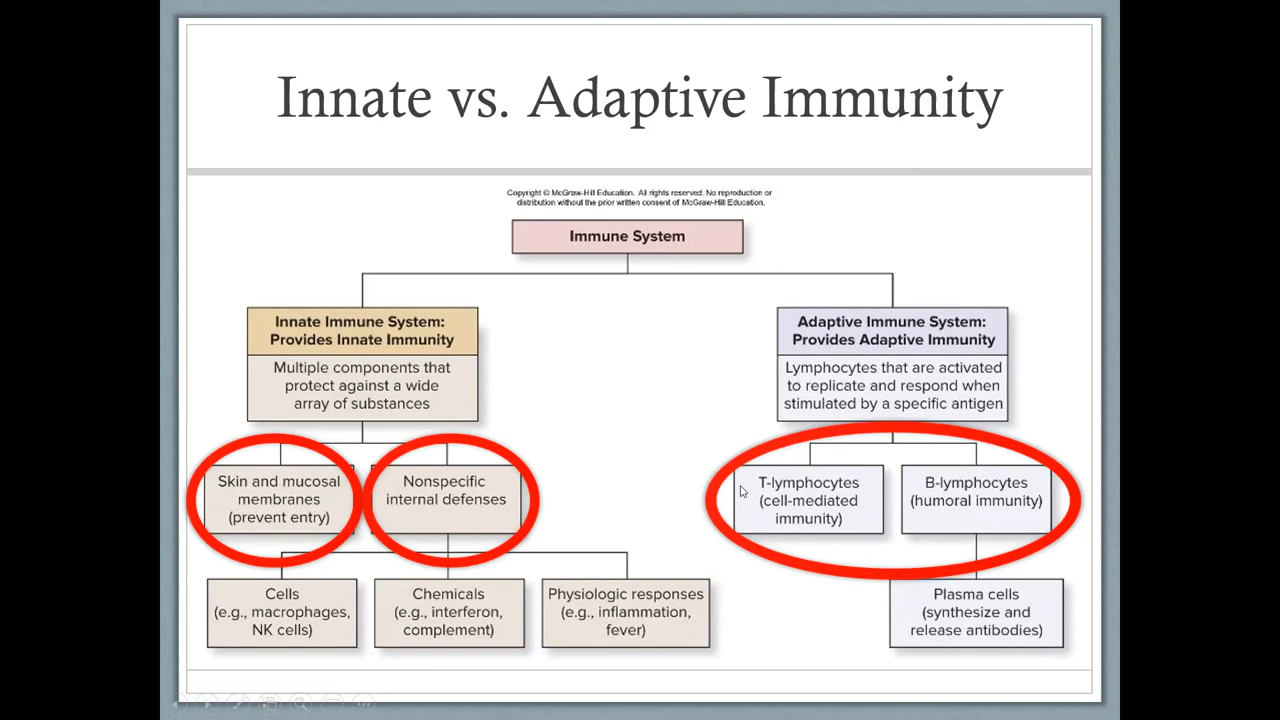 Innate vs. Adaptive Immunity
Copyright © McGraw-Hill Education. All rights reserved. No reproduction or
distribution without the prior written consent of McGraw-Hill Education.
Immune System
Innate Immune System:
Provides Innate Immunity
Multiple components that
protect against a wide
array of substances
Adaptive Immune System:
Provides Adaptive Immunity
Lymphocytes that are activated
to replicate and respond when
stimulated by a specific antigen
Skin and mucosal
membranes
(prevent entry)
Nonspecific
internal defenses
T-lymphocytes
(cell-mediated
immunity)
B-lymphocytes
(humoral immunity)
Cells
(e.g., macrophages,
NK cells)
Chemicals
(e.g., interferon,
complement)
Physiologic responses
(e.g., inflammation,
fever)
Plasma cells
(synthesize and
release antibodies)